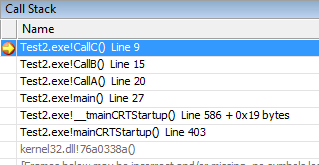 Call Stack
Name
Test2.exe!CallC() Line 9
Test2.exe!CallB() Line 15
Test2.exe!CallA() Line 20
Test2.exe!main() Line 27
Test2.exe!__tmainCRTStartup() Line 586 + 0x19 bytes
Test2.exe!mainCRTStartup() Line 403
kernel32.dll!76a0338a()
[Frames below may be incorrect and/or missing, no symbols lo